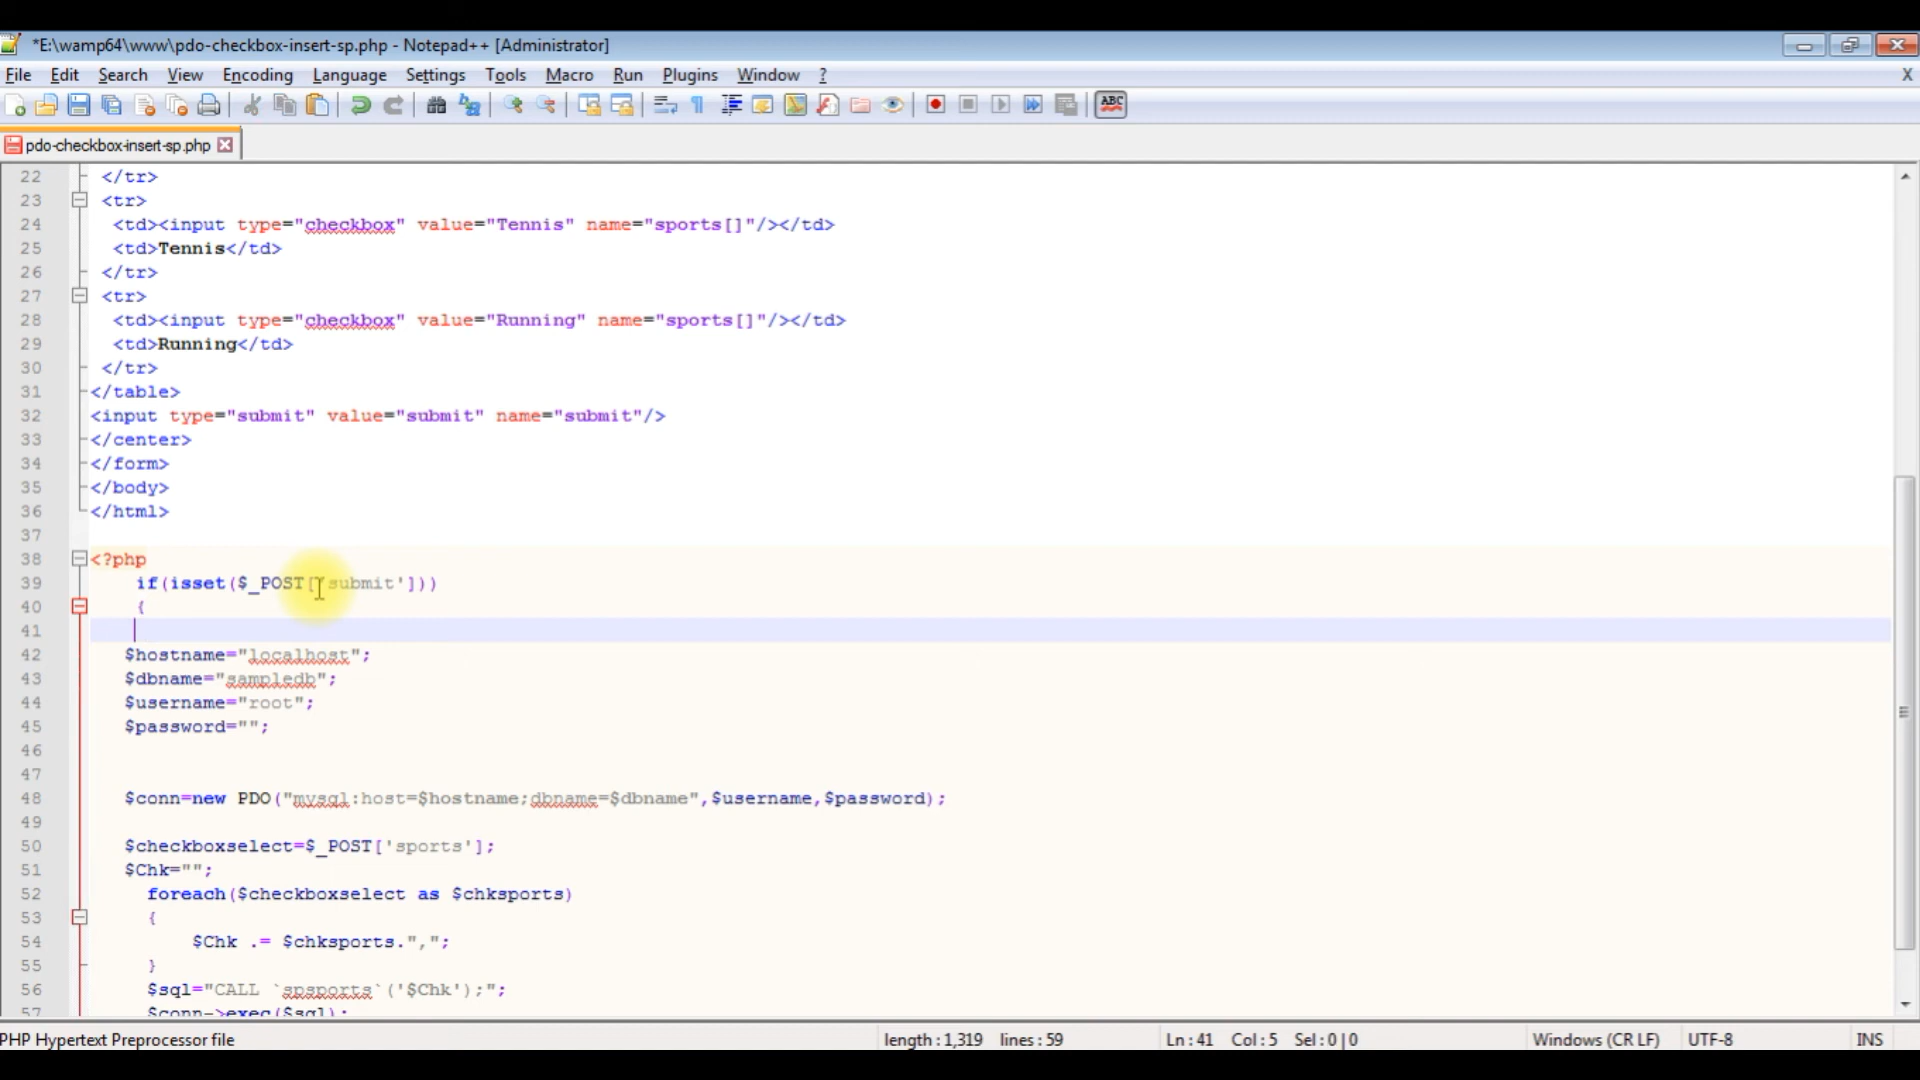 *E:\wamp64\www\pdo-checkbox-insert-sp.php - Notepad++ [Administrator]
File Edit Search View Encoding Language Settings Tools Macro Run Plugins Window ? X
ABC
pdo-checkbox-insert-sp.php
22 </tr>
23 <tr>
24 <td><input type="checkbox" value="Tennis" name="sports[]"/></td>
25 <td>Tennis</td>
26 </tr>
27 <tr>
28 <td><input type="checkbox" value="Running" name="sports[]"/></td>
29 <td>Running</td>
30 </tr>
31 </table>
32 <input type="submit" value="submit" name="submit"/>
33 </center>
34 </form>
35 </body>
36 </html>
37
38 <?php
39 if(isset($_POST['submit']))
40 {
41
42 $hostname="localhost";
43 $dbname="sampledb";
44 $username="root";
45 $password="";
46
47
48 $conn=new PDO("mysql:host=$hostname;dbname=$dbname",$username,$password);
49
50 $checkboxselect=$_POST['sports'];
51 $Chk="";
52 foreach($checkboxselect as $chksports)
53 {
54 $Chk .= $chksports.",";
55 }
56 $sql="CALL `spsports`('$Chk');";
57 $conn->exec($sql);
PHP Hypertext Preprocessor file length : 1,319 lines : 59 Ln : 41 Col : 5 Sel : 0 | 0 Windows (CR LF) UTF-8 INS